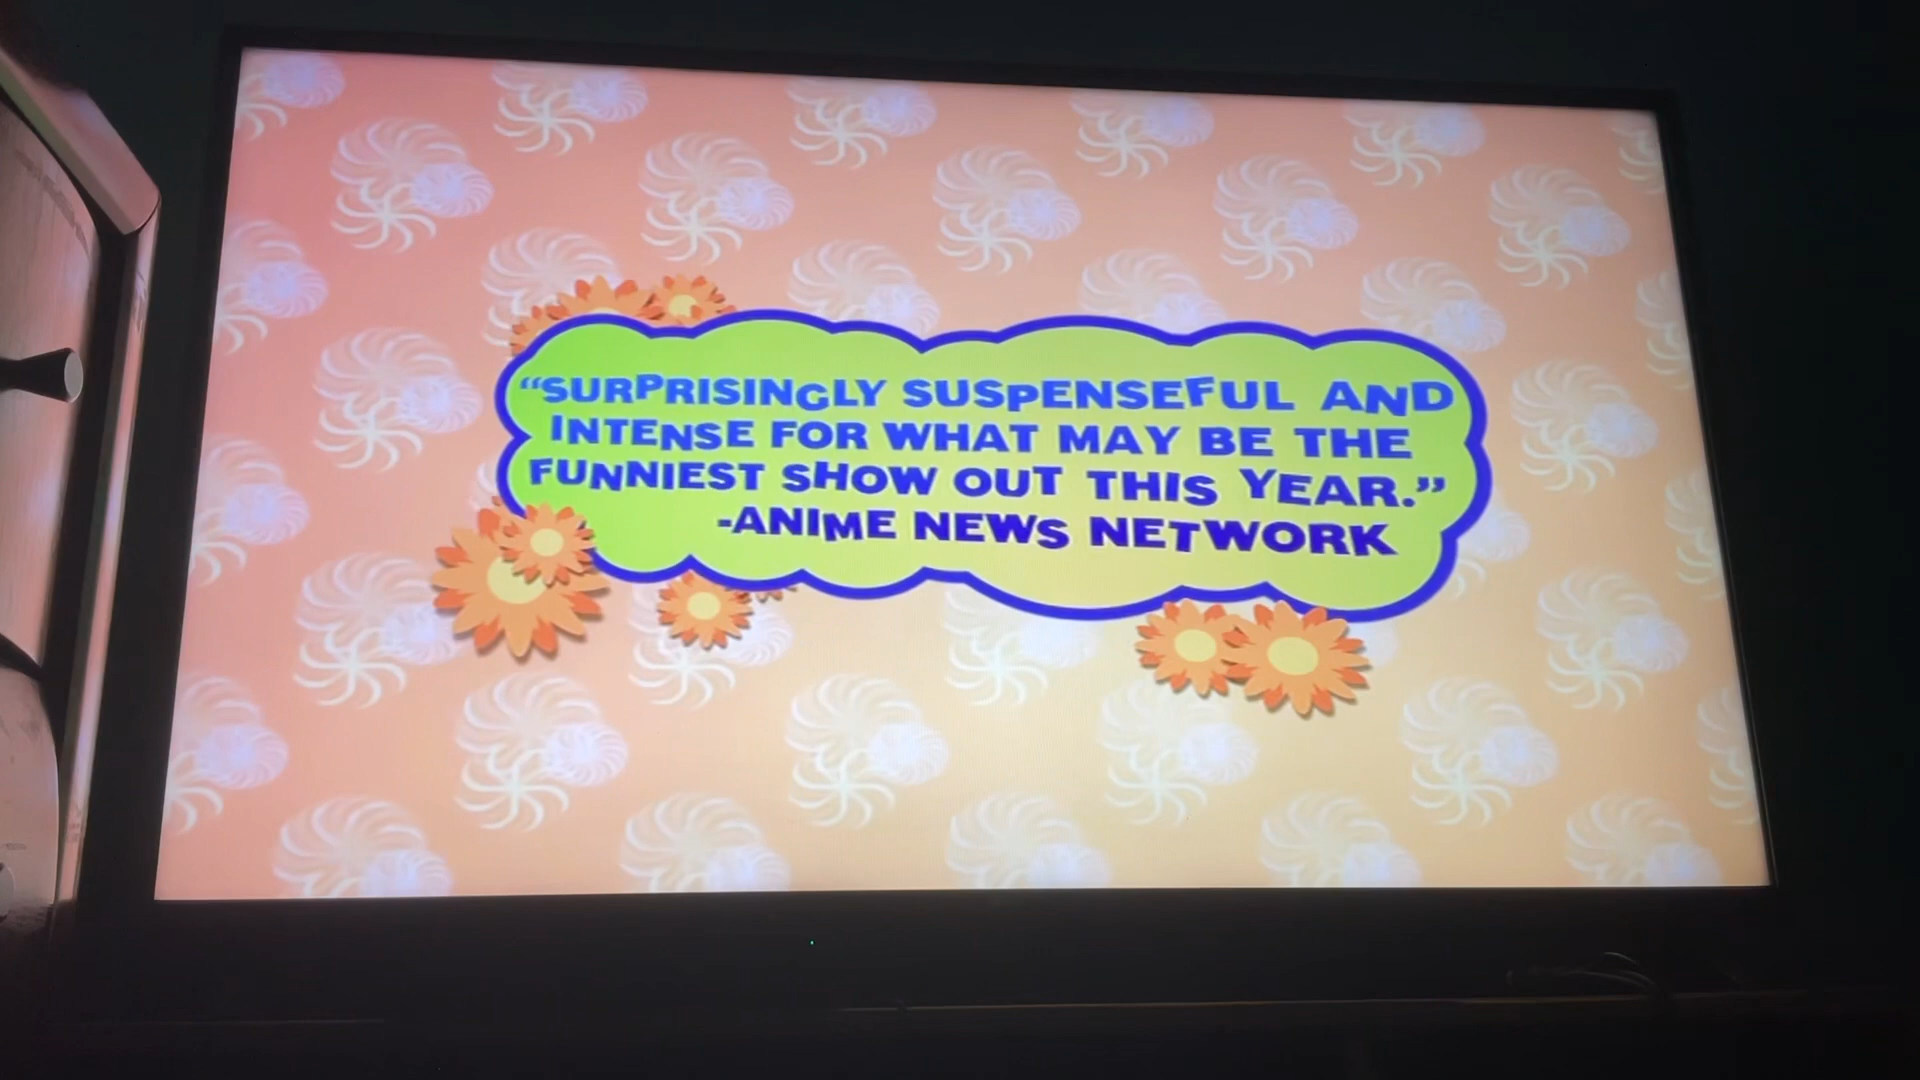 “SURPRISINGLY SUSPENSEFUL AND
INTENSE FOR WHAT MAY BE THE
FUNNIEST SHOW OUT THIS YEAR.”
-ANIME NEWS NETWORK